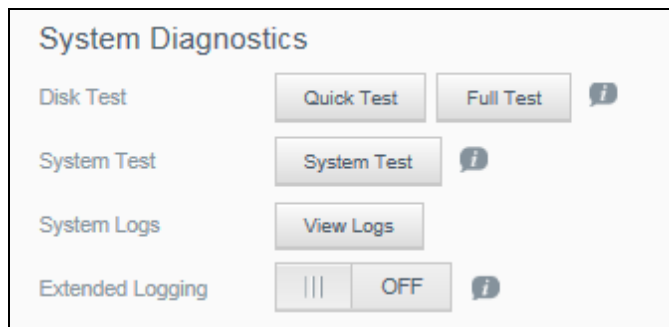 System Diagnostics
Disk Test Quick Test Full Test i
System Test System Test i
System Logs View Logs
Extended Logging OFF i